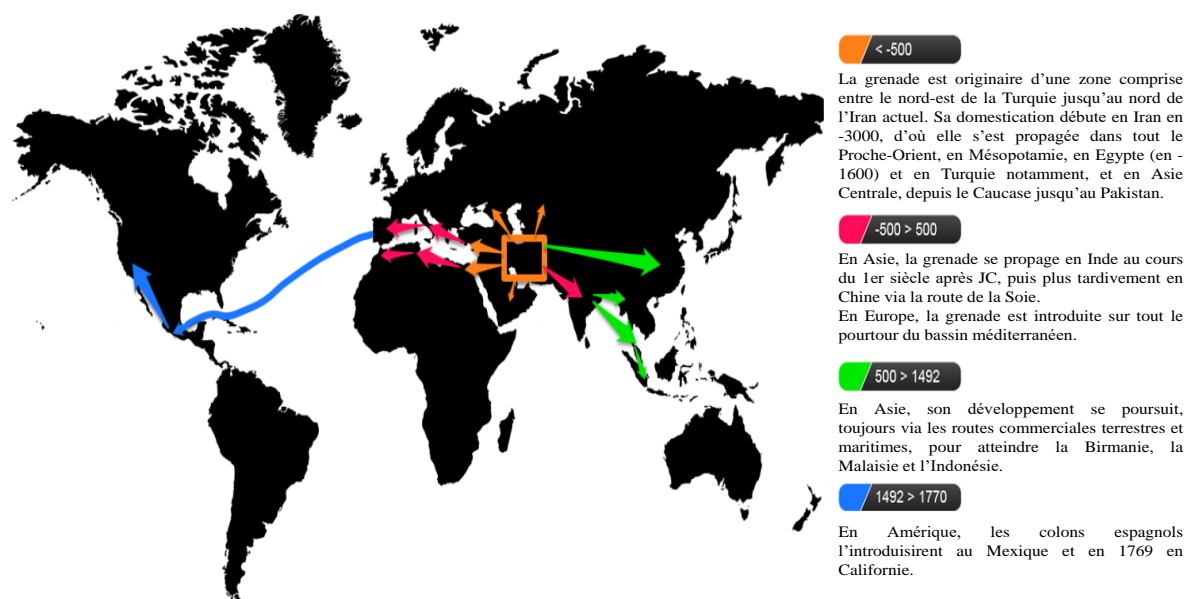 < -500
La grenade est originaire d’une zone comprise
entre le nord-est de la Turquie jusqu’au nord de
l’Iran actuel. Sa domestication débute en Iran en
-3000, d’où elle s’est propagée dans tout le
Proche-Orient, en Mésopotamie, en Egypte (en -
1600) et en Turquie notamment, et en Asie
Centrale, depuis le Caucase jusqu’au Pakistan.
-500 > 500
En Asie, la grenade se propage en Inde au cours
du 1er siècle après JC, puis plus tardivement en
Chine via la route de la Soie.
En Europe, la grenade est introduite sur tout le
pourtour du bassin méditerranéen.
500 > 1492
En Asie, son développement se poursuit,
toujours via les routes commerciales terrestres et
maritimes, pour atteindre la Birmanie, la
Malaisie et l’Indonésie.
1492 > 1770
En Amérique, les colons espagnols
l’introduisirent au Mexique et en 1769 en
Californie.